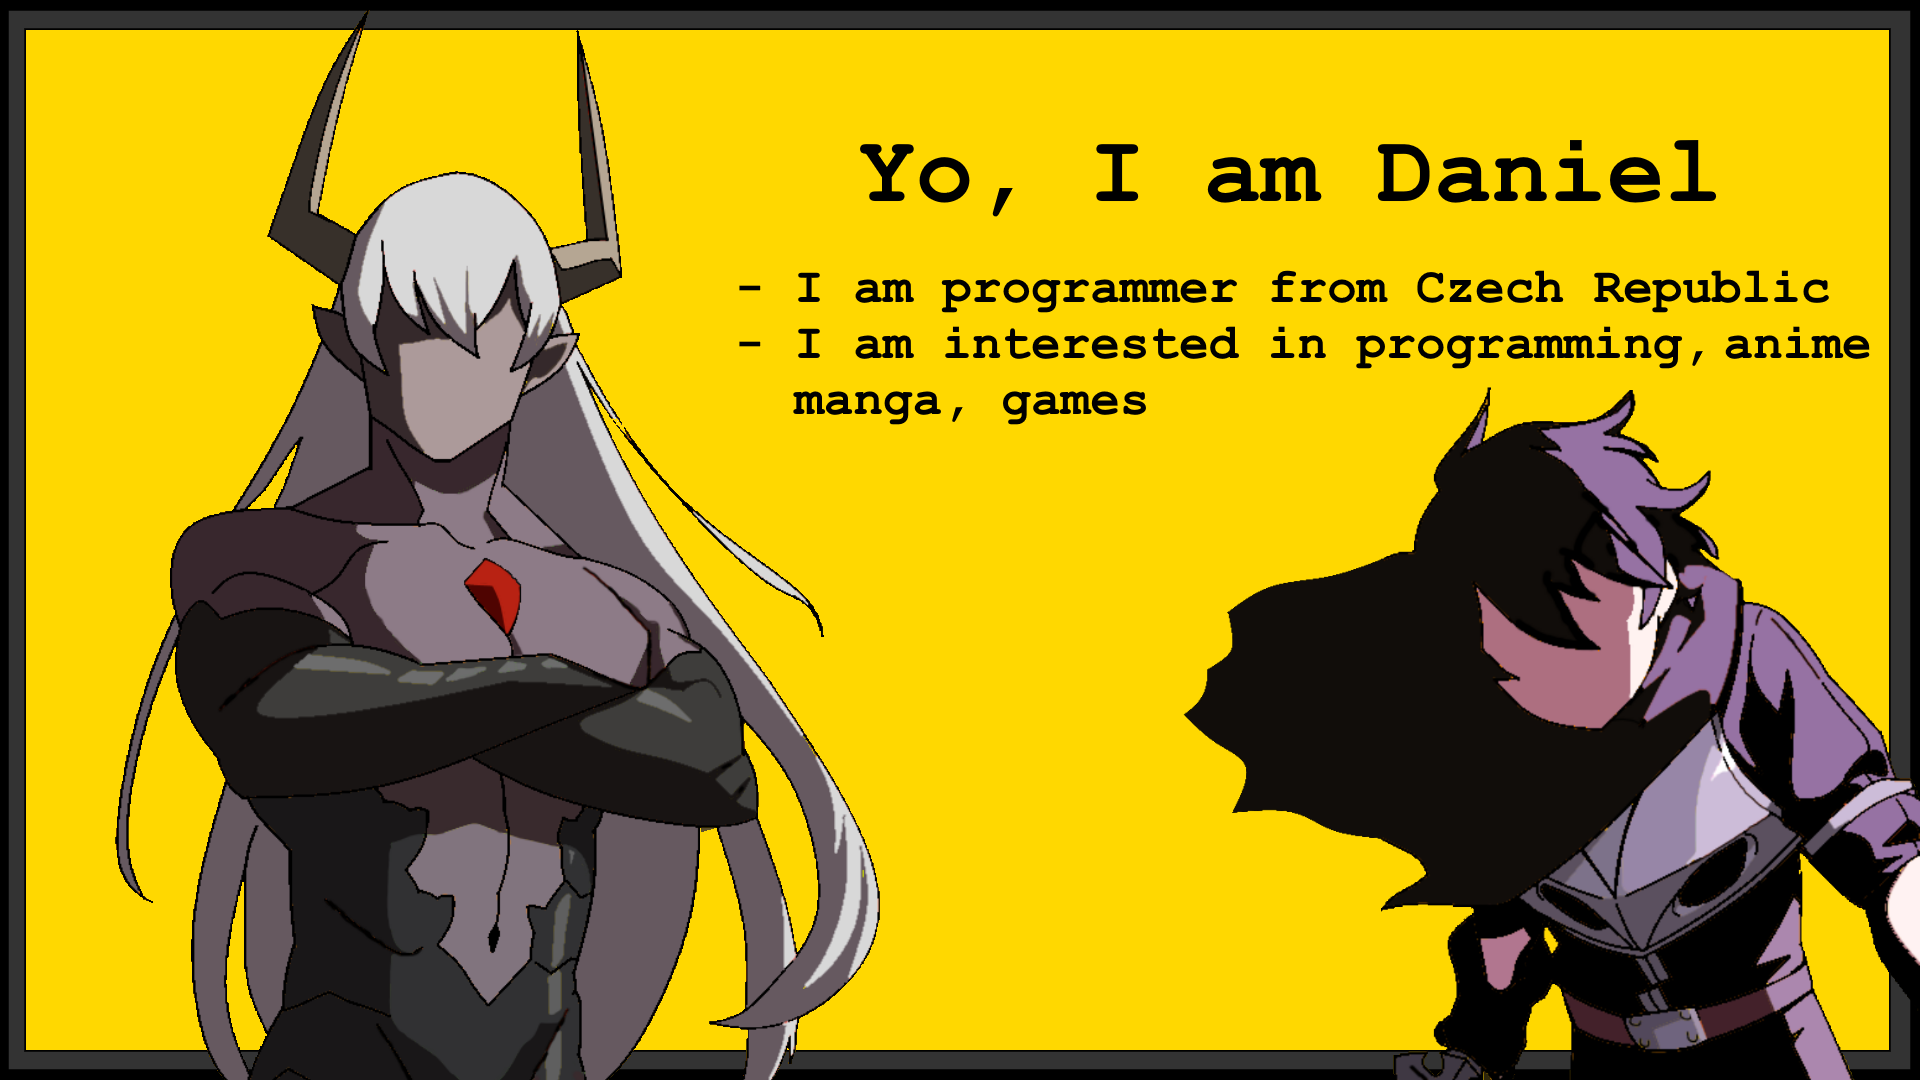 Yo, I am Daniel
- I am programmer from Czech Republic
- I am interested in programming, anime
manga, games